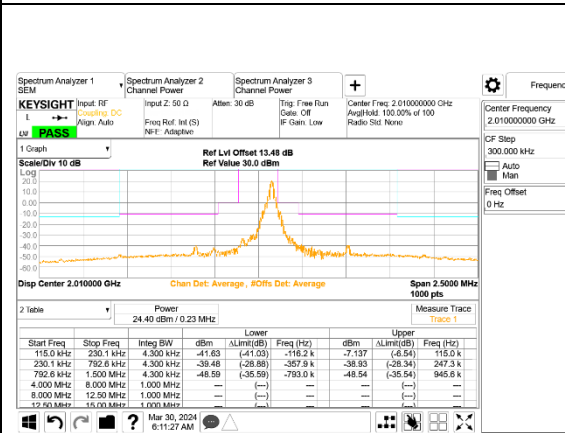 Spectrum Analyzer 1
SEM
Spectrum Analyzer 2
Channel Power
Spectrum Analyzer 3
Channel Power
+
Frequenc
KEYSIGHT
L
LXI PASS
Input: RF
Coupling: DC
Align: Auto
Input Z: 50 Ω
Freq Ref: Int (S)
NFE: Adaptive
Atten: 30 dB
Trig: Free Run
Gate: Off
IF Gain: Low
Center Freq: 2.010000000 GHz
Avg|Hold: 100.00% of 100
Radio Std: None
Center Frequency
2.010000000 GHz
CF Step
300.000 kHz
Auto
Man
Freq Offset
0 Hz
1 Graph
Scale/Div 10 dB
Ref Lvl Offset 13.48 dB
Ref Value 30.0 dBm
Log
20.0
10.0
0.00
-10.0
-20.0
-30.0
-40.0
-50.0
-60.0
Disp Center 2.010000 GHz
Chan Det: Average, #Offs Det: Average
Span 2.5000 MHz
1000 pts
2 Table
Power
24.40 dBm / 0.23 MHz
Measure Trace
Trace 1
Lower Upper
Start Freq Stop Freq Integ BW dBm ΔLimit(dB) Freq (Hz) dBm ΔLimit(dB) Freq (Hz)
115.0 kHz 230.1 kHz 4.300 kHz -41.63 (-41.03) -116.2 k -7.137 (-6.54) 115.0 k
230.1 kHz 792.6 kHz 4.300 kHz -39.48 (-28.88) -357.9 k -38.93 (-28.34) 247.3 k
792.6 kHz 1.500 MHz 4.300 kHz -48.59 (-35.59) -793.0 k -48.54 (-35.54) 945.6 k
4.000 MHz 8.000 MHz 1.000 MHz --- (---) --- --- (---) ---
8.000 MHz 12.50 MHz 1.000 MHz --- (---) --- --- (---) ---
12.50 MHz 15.00 MHz 1.000 MHz --- (---) --- --- (---) ---
?
Mar 30, 2024
6:11:27 AM